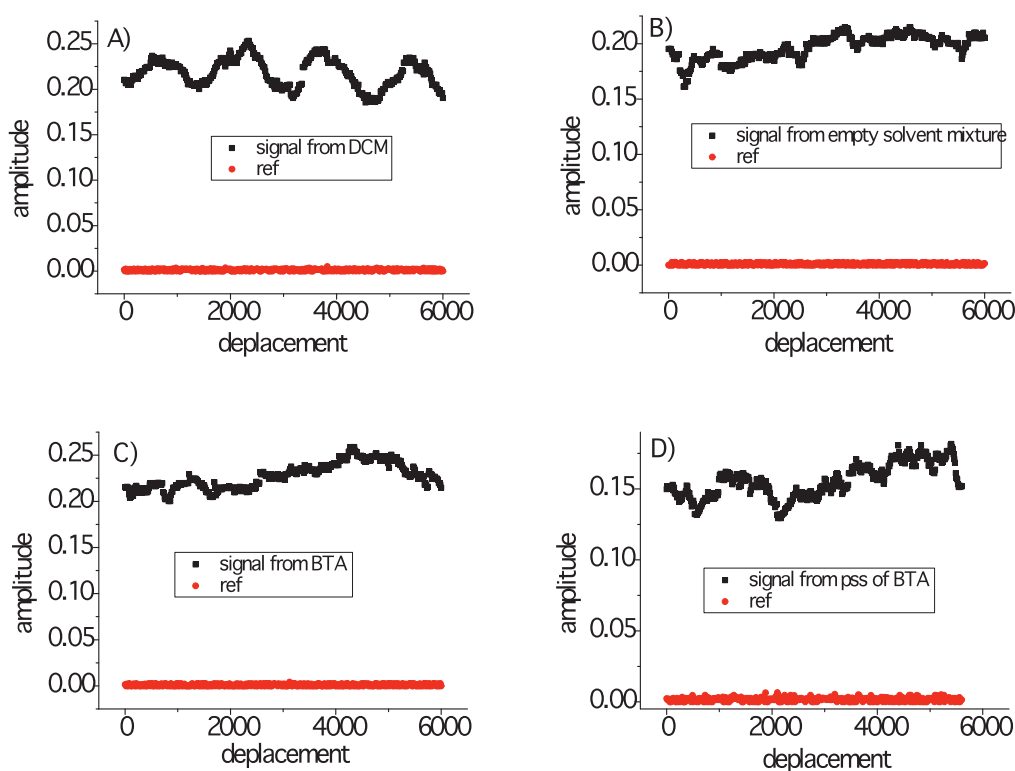 A)
0.25
0.20
0.15
0.10
0.05
0.00
amplitude
signal from DCM
ref
0 2000 4000 6000
deplacement
B)
0.20
0.15
0.10
0.05
0.00
amplitude
signal from empty solvent mixture
ref
0 2000 4000 6000
deplacement
C)
0.25
0.20
0.15
0.10
0.05
0.00
amplitude
signal from BTA
ref
0 2000 4000 6000
deplacement
D)
0.15
0.10
0.05
0.00
amplitude
signal from pss of BTA
ref
0 2000 4000 6000
deplacement